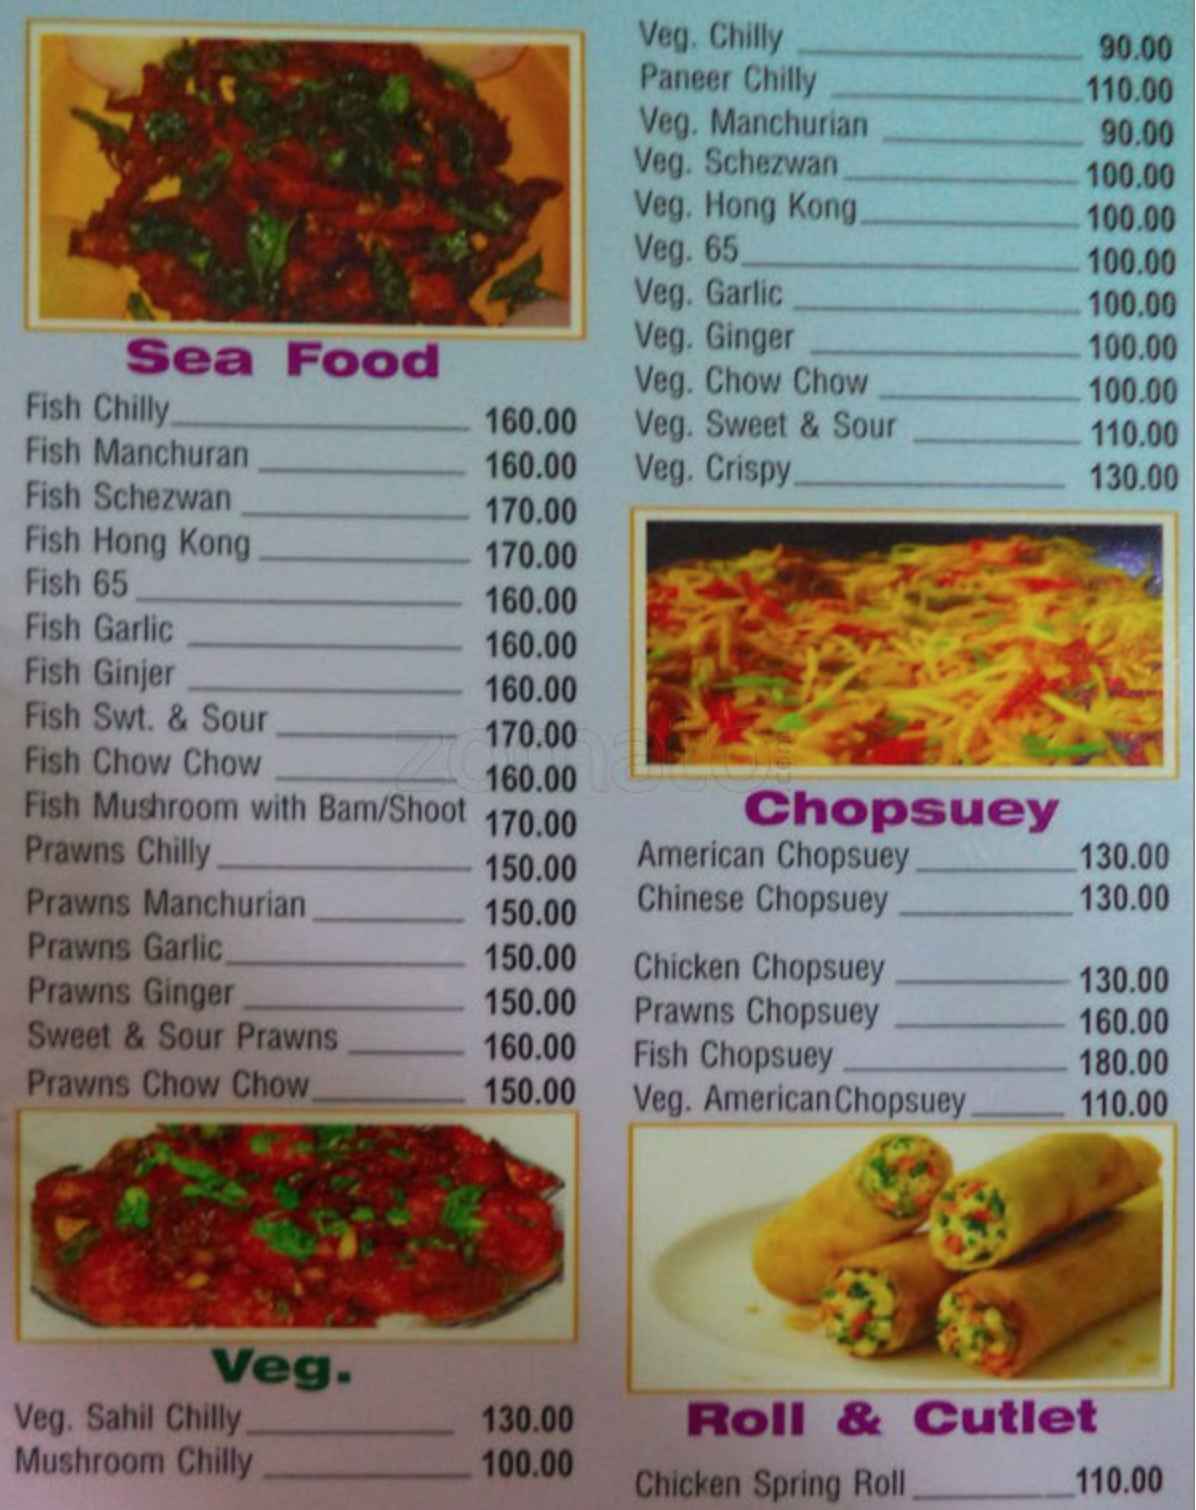 Sea Food
Fish Chilly 160.00
Fish Manchuran 160.00
Fish Schezwan 170.00
Fish Hong Kong 170.00
Fish 65 160.00
Fish Garlic 160.00
Fish Ginjer 160.00
Fish Swt. & Sour 170.00
Fish Chow Chow 160.00
Fish Mushroom with Bam/Shoot 170.00
Prawns Chilly 150.00
Prawns Manchurian 150.00
Prawns Garlic 150.00
Prawns Ginger 150.00
Sweet & Sour Prawns 160.00
Prawns Chow Chow 150.00
Veg.
Veg. Sahil Chilly 130.00
Mushroom Chilly 100.00
Veg. Chilly 90.00
Paneer Chilly 110.00
Veg. Manchurian 90.00
Veg. Schezwan 100.00
Veg. Hong Kong 100.00
Veg. 65 100.00
Veg. Garlic 100.00
Veg. Ginger 100.00
Veg. Chow Chow 100.00
Veg. Sweet & Sour 110.00
Veg. Crispy 130.00
Chopsuey
American Chopsuey 130.00
Chinese Chopsuey 130.00
Chicken Chopsuey 130.00
Prawns Chopsuey 160.00
Fish Chopsuey 180.00
Veg. American Chopsuey 110.00
Roll & Cutlet
Chicken Spring Roll 110.00
zomato